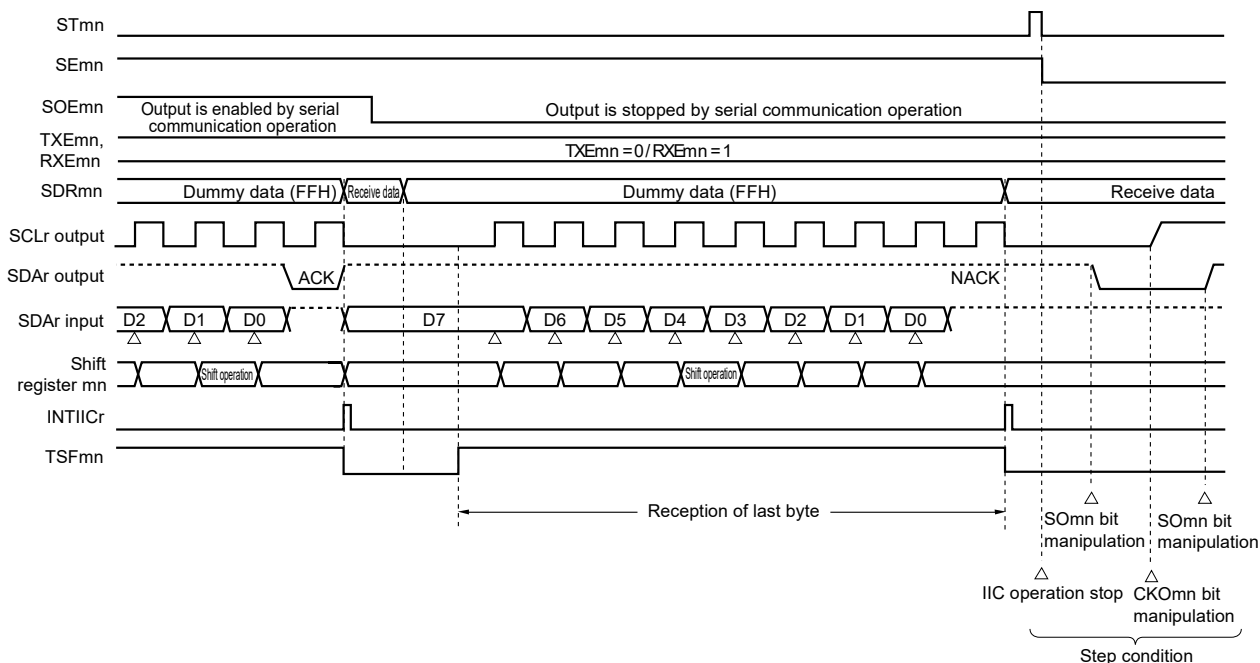 STmn
SEmn
SOEmn
Output is enabled by serial
communication operation
Output is stopped by serial communication operation
TXEmn,
RXEmn
TXEmn = 0 / RXEmn = 1
SDRmn
Dummy data (FFH)
Receive data
Dummy data (FFH)
Receive data
SCLr output
SDAr output
ACK
NACK
SDAr input
D2
D1
D0
D7
D6
D5
D4
D3
D2
D1
D0
Shift
register mn
Shift operation
Shift operation
INTIICr
TSFmn
Reception of last byte
SOmn bit
manipulation
SOmn bit
manipulation
IIC operation stop
CKOmn bit
manipulation
Step condition